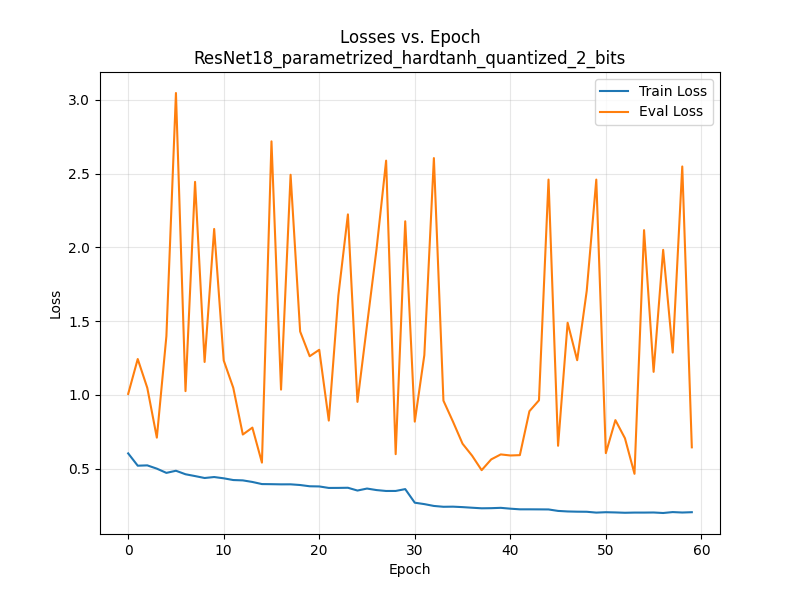 Losses vs. Epoch
ResNet18_parametrized_hardtanh_quantized_2_bits
Train Loss
Eval Loss
3.0
2.5
2.0
1.5
1.0
0.5
Loss
0
10
20
30
40
50
60
Epoch